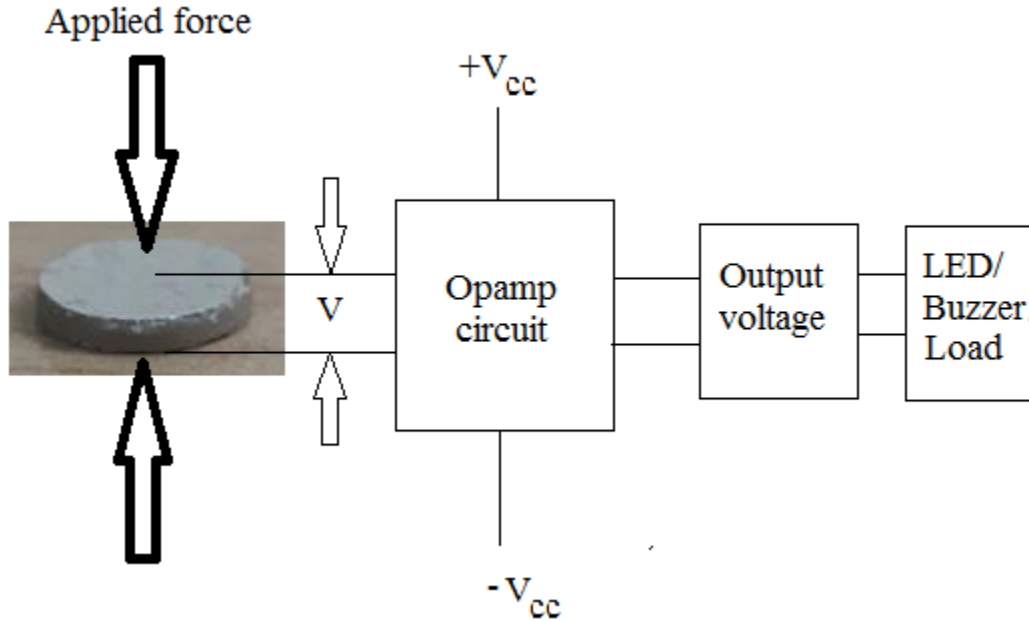 Applied force
+Vcc
V
Opamp
circuit
Output
voltage
LED/
Buzzer/
Load
-Vcc